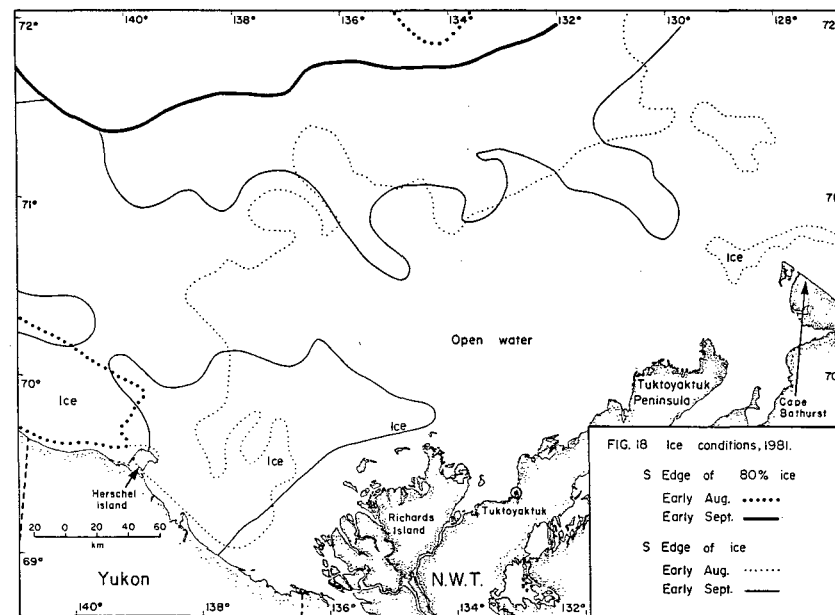 72°
140°
138°
136°
134°
132°
130°
128°
72°
71°
Ice
Open water
70°
Ice
Ice
Ice
Tuktoyaktuk
Peninsula
Cape
Bathurst
Herschel
island
20 0 20 40 60
km
Richards
Island
Tuktoyaktuk
69°
Yukon
N.W.T.
140°
138°
136°
134°
132°
FIG. 18 Ice conditions, 1981.
S Edge of 80% ice
Early Aug.
Early Sept.
S Edge of ice
Early Aug.
Early Sept.